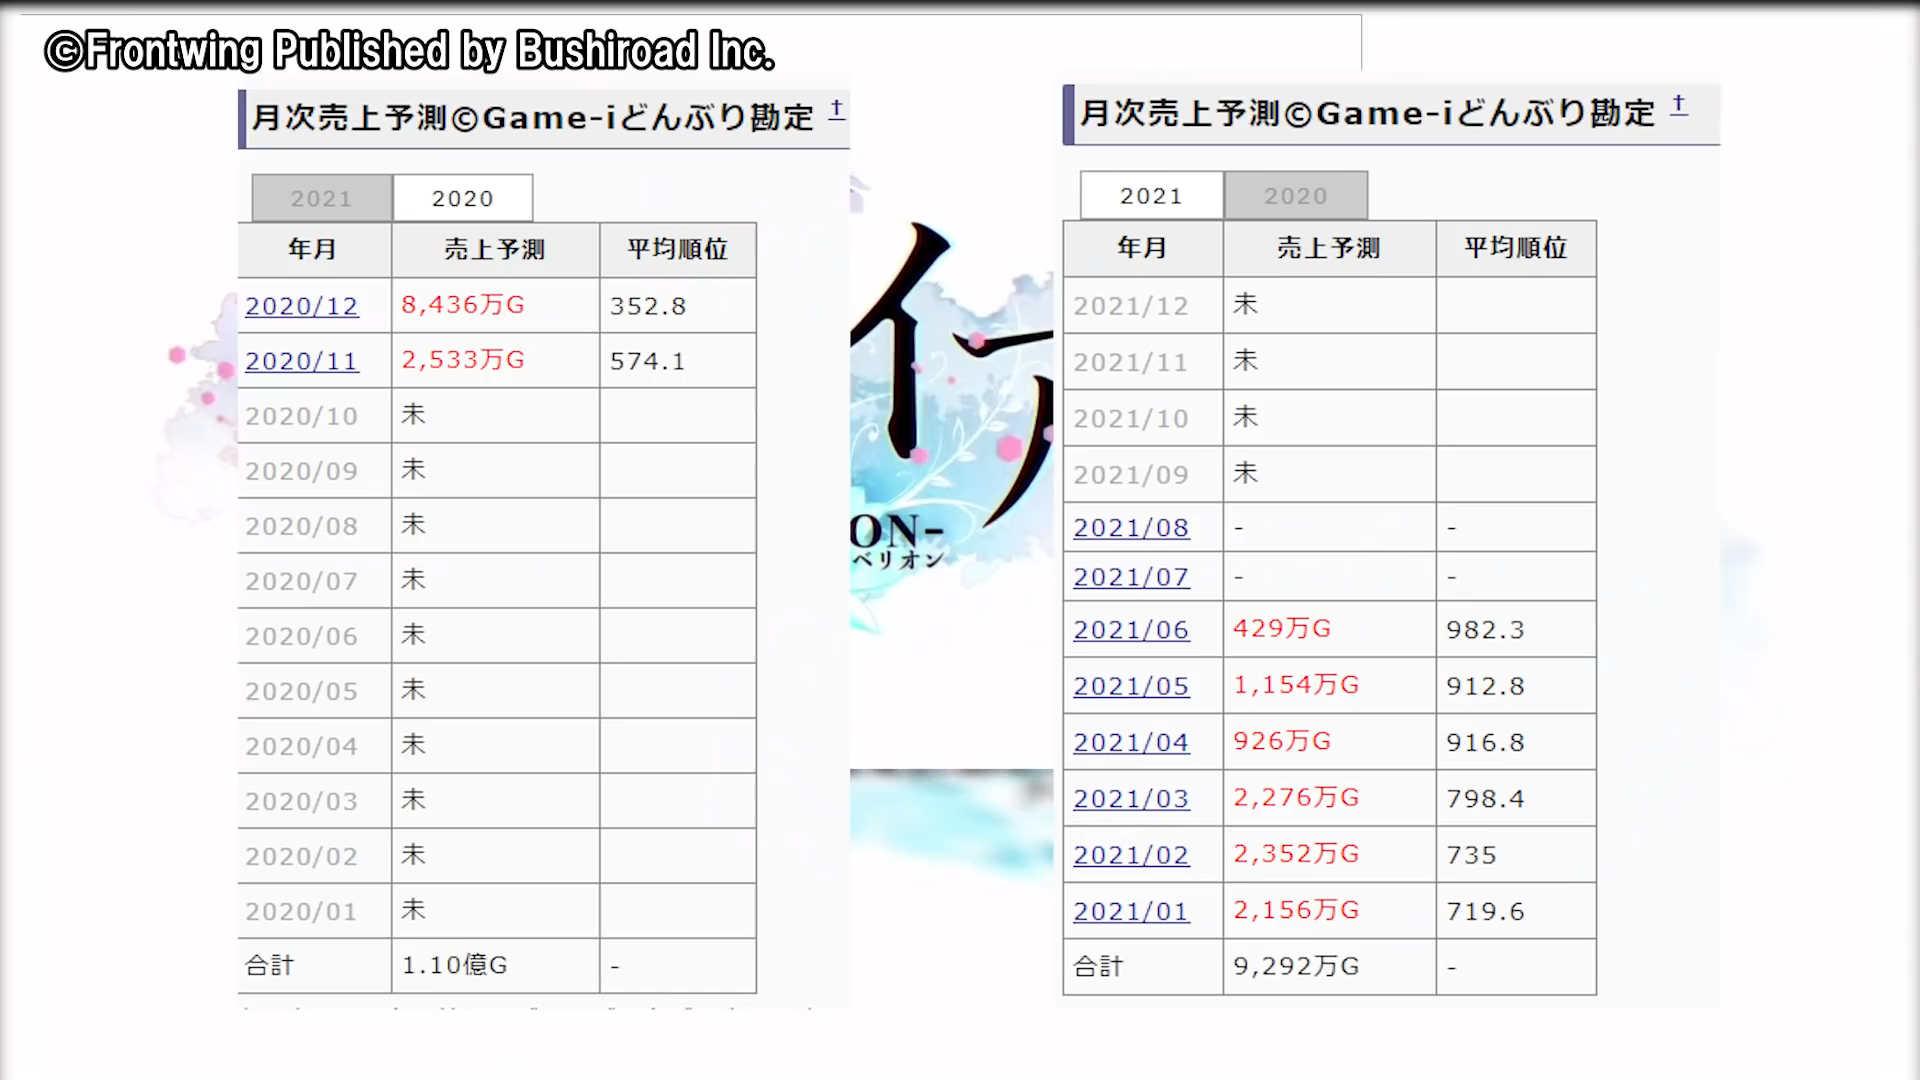 ©Frontwing Published by Bushiroad Inc.
月次売上予測©Game-iどんぶり勘定 †
2021 2020
年月 売上予測 平均順位
2020/12 8,436万G 352.8
2020/11 2,533万G 574.1
2020/10 未
2020/09 未
2020/08 未
2020/07 未
2020/06 未
2020/05 未
2020/04 未
2020/03 未
2020/02 未
2020/01 未
合計 1.10億G -
イ
ON-
ベリオン
月次売上予測©Game-iどんぶり勘定 †
2021 2020
年月 売上予測 平均順位
2021/12 未
2021/11 未
2021/10 未
2021/09 未
2021/08 - -
2021/07 - -
2021/06 429万G 982.3
2021/05 1,154万G 912.8
2021/04 926万G 916.8
2021/03 2,276万G 798.4
2021/02 2,352万G 735
2021/01 2,156万G 719.6
合計 9,292万G -